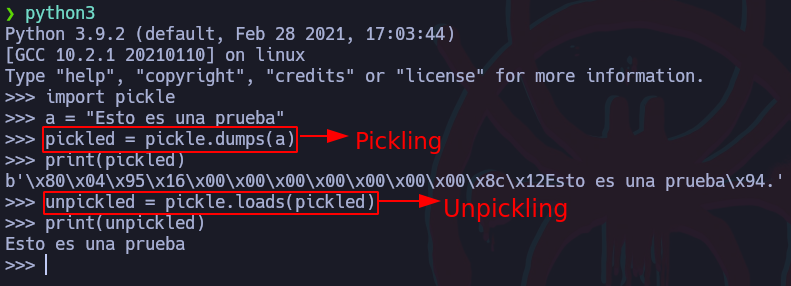 ❯ python3
Python 3.9.2 (default, Feb 28 2021, 17:03:44)
[GCC 10.2.1 20210110] on linux
Type "help", "copyright", "credits" or "license" for more information.
>>> import pickle
>>> a = "Esto es una prueba"
>>> pickled = pickle.dumps(a) Pickling
>>> print(pickled)
b'\x80\x04\x95\x16\x00\x00\x00\x00\x00\x00\x00\x8c\x12Esto es una prueba\x94.'
>>> unpickled = pickle.loads(pickled) Unpickling
>>> print(unpickled)
Esto es una prueba
>>>